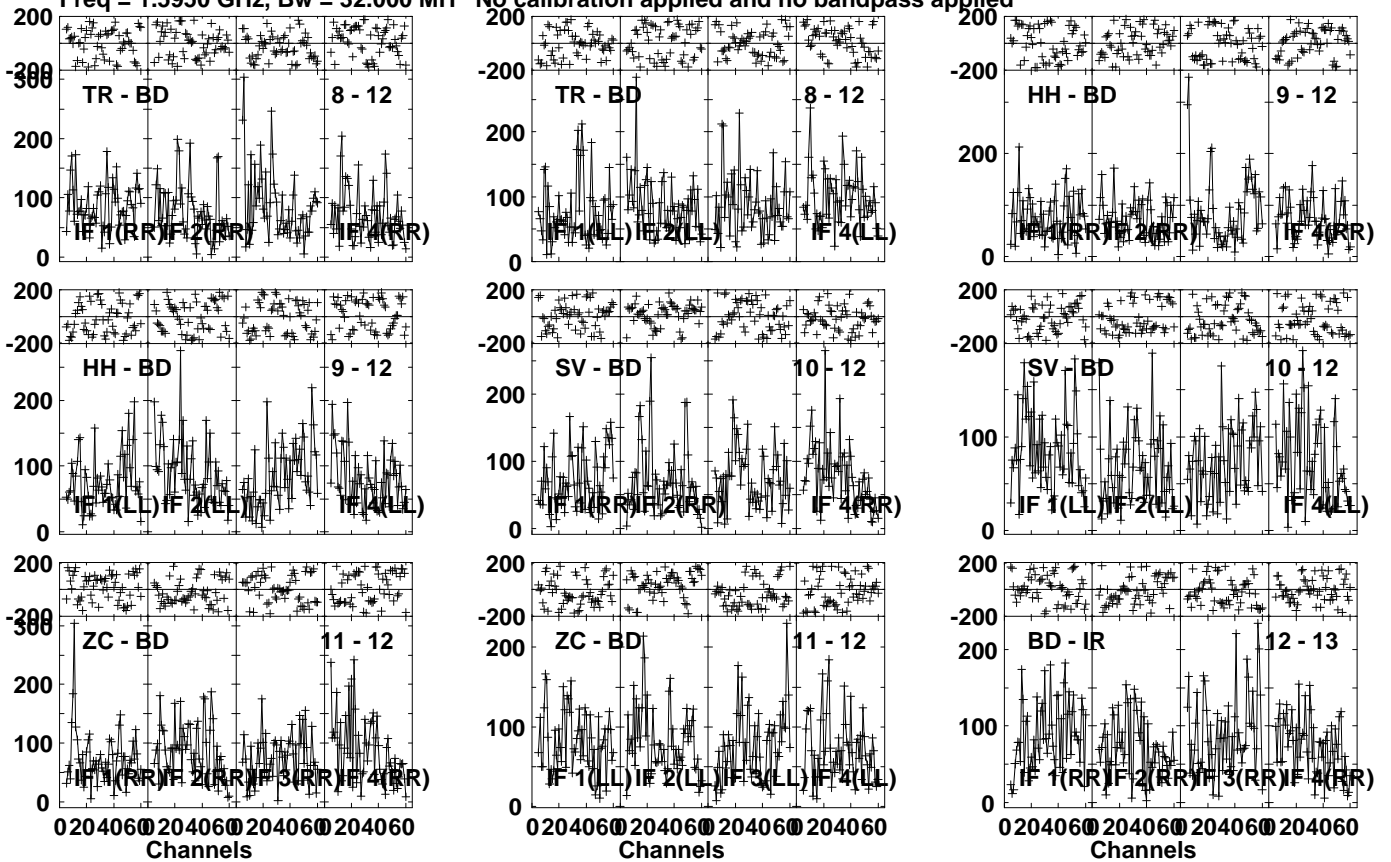 Freq = 1.5950 GHz, Bw = 32.000 MH No calibration applied and no bandpass applied
200
-200
300
200
100
0
TR - BD 8 - 12
IF 1(RR) IF 2(RR) IF 4(RR)
200
-200
200
100
0
TR - BD 8 - 12
IF 1(LL) IF 2(LL) IF 4(LL)
200
-200
200
0
HH - BD 9 - 12
IF 1(RR) IF 2(RR) IF 4(RR)
200
-200
200
100
0
HH - BD 9 - 12
IF 1(LL) IF 2(LL) IF 4(LL)
200
-200
200
100
0
SV - BD 10 - 12
IF 1(RR) IF 2(RR) IF 4(RR)
200
-200
100
0
SV - BD 10 - 12
IF 1(LL) IF 2(LL) IF 4(LL)
200
-200
300
200
100
0
ZC - BD 11 - 12
IF 1(RR) IF 2(RR) IF 3(RR) IF 4(RR)
0 20 40 60 0 20 40 60 0 20 40 60 0 20 40 60
Channels
200
-200
200
100
0
ZC - BD 11 - 12
IF 1(LL) IF 2(LL) IF 3(LL) IF 4(LL)
0 20 40 60 0 20 40 60 0 20 40 60 0 20 40 60
Channels
200
-200
200
100
0
BD - IR 12 - 13
IF 1(RR) IF 2(RR) IF 3(RR) IF 4(RR)
0 20 40 60 0 20 40 60 0 20 40 60 0 20 40 60
Channels